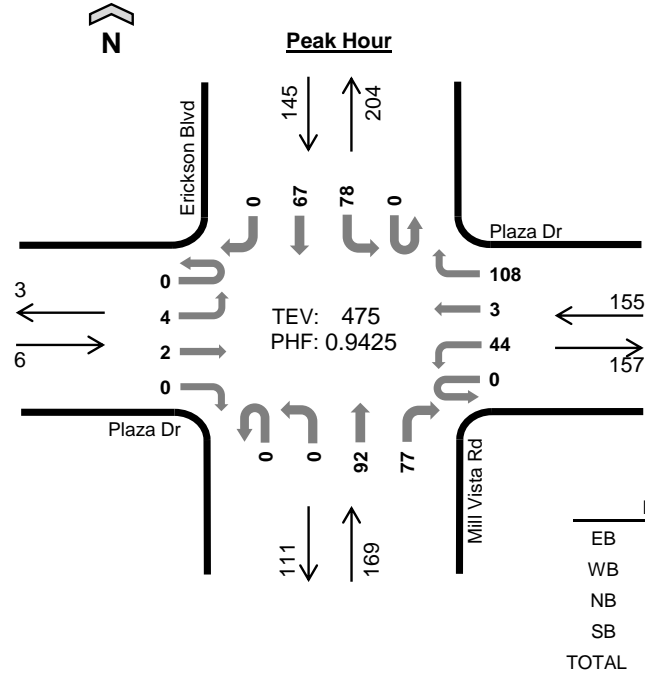 N
Peak Hour
145
204
Erickson Blvd
0
67
78
0
Plaza Dr
0
108
3
4
TEV: 475
3
155
6
2
PHF: 0.9425
44
157
0
0
Plaza Dr
0
0
92
77
Mill Vista Rd
111
169
EB
WB
NB
SB
TOTAL